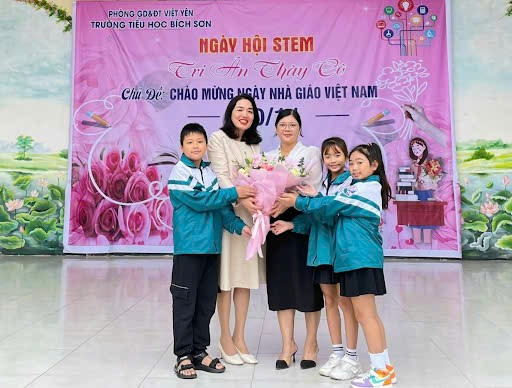 PHÒNG GD&ĐT VIỆT YÊN
TRƯỜNG TIỂU HỌC BÍCH SƠN
NGÀY HỘI STEM
Tri Ân Thầy Cô
Chủ Đề: CHÀO MỪNG NGÀY NHÀ GIÁO VIỆT NAM